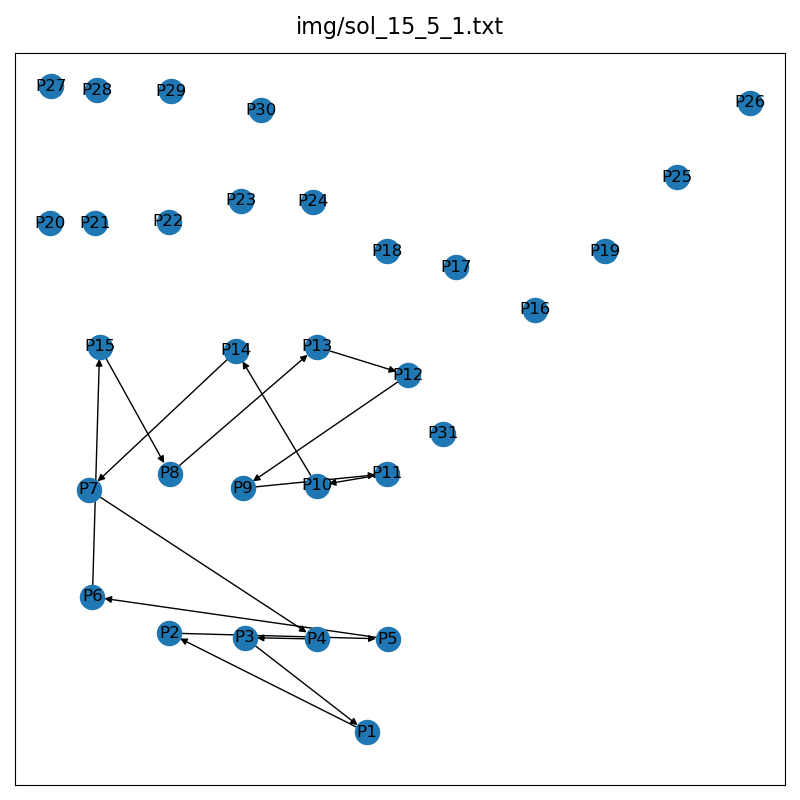 img/sol_15_5_1.txt
P27 P28 P29 P30 P26
P25
P20 P21 P22 P23 P24
P18 P17 P19
P16
P15 P14 P13 P12
P31
P7 P8 P9 P10 P11
P6
P2 P3 P4 P5
P1